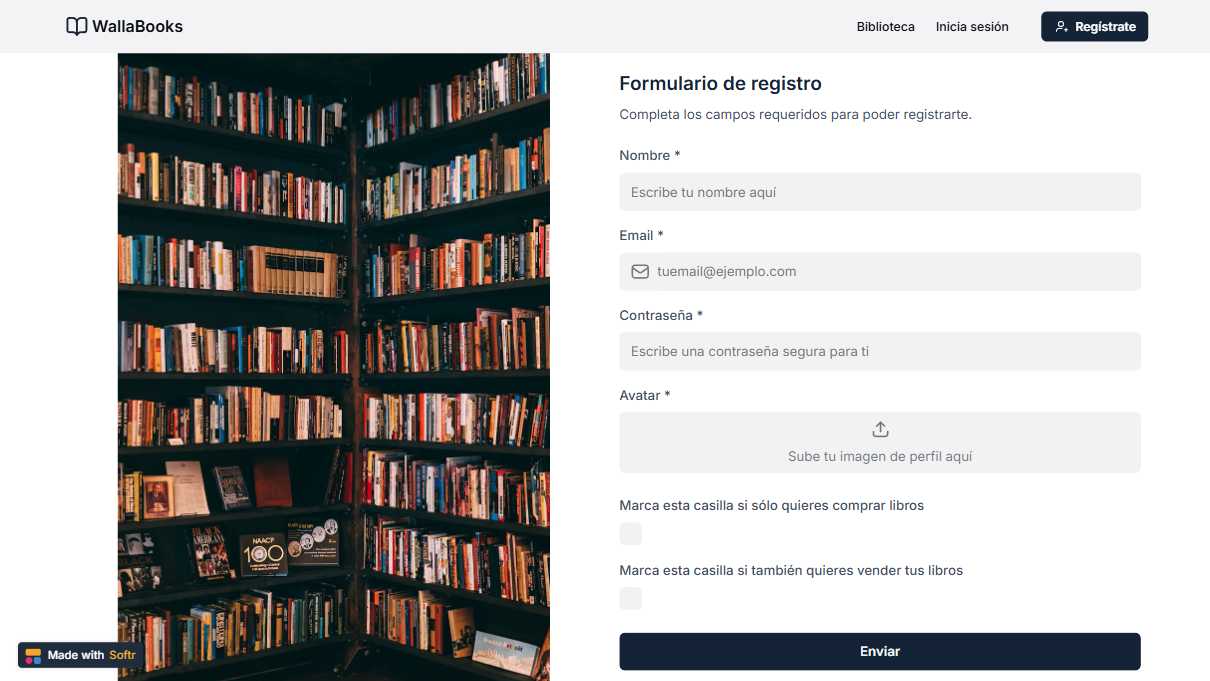 WallaBooks
Biblioteca
Inicia sesión
Regístrate
Formulario de registro
Completa los campos requeridos para poder registrarte.
Nombre *
Escribe tu nombre aquí
Email *
tuemail@ejemplo.com
Contraseña *
Escribe una contraseña segura para ti
Avatar *
Sube tu imagen de perfil aquí
Marca esta casilla si sólo quieres comprar libros
Marca esta casilla si también quieres vender tus libros
Enviar
NAACP
100
Made with Softr